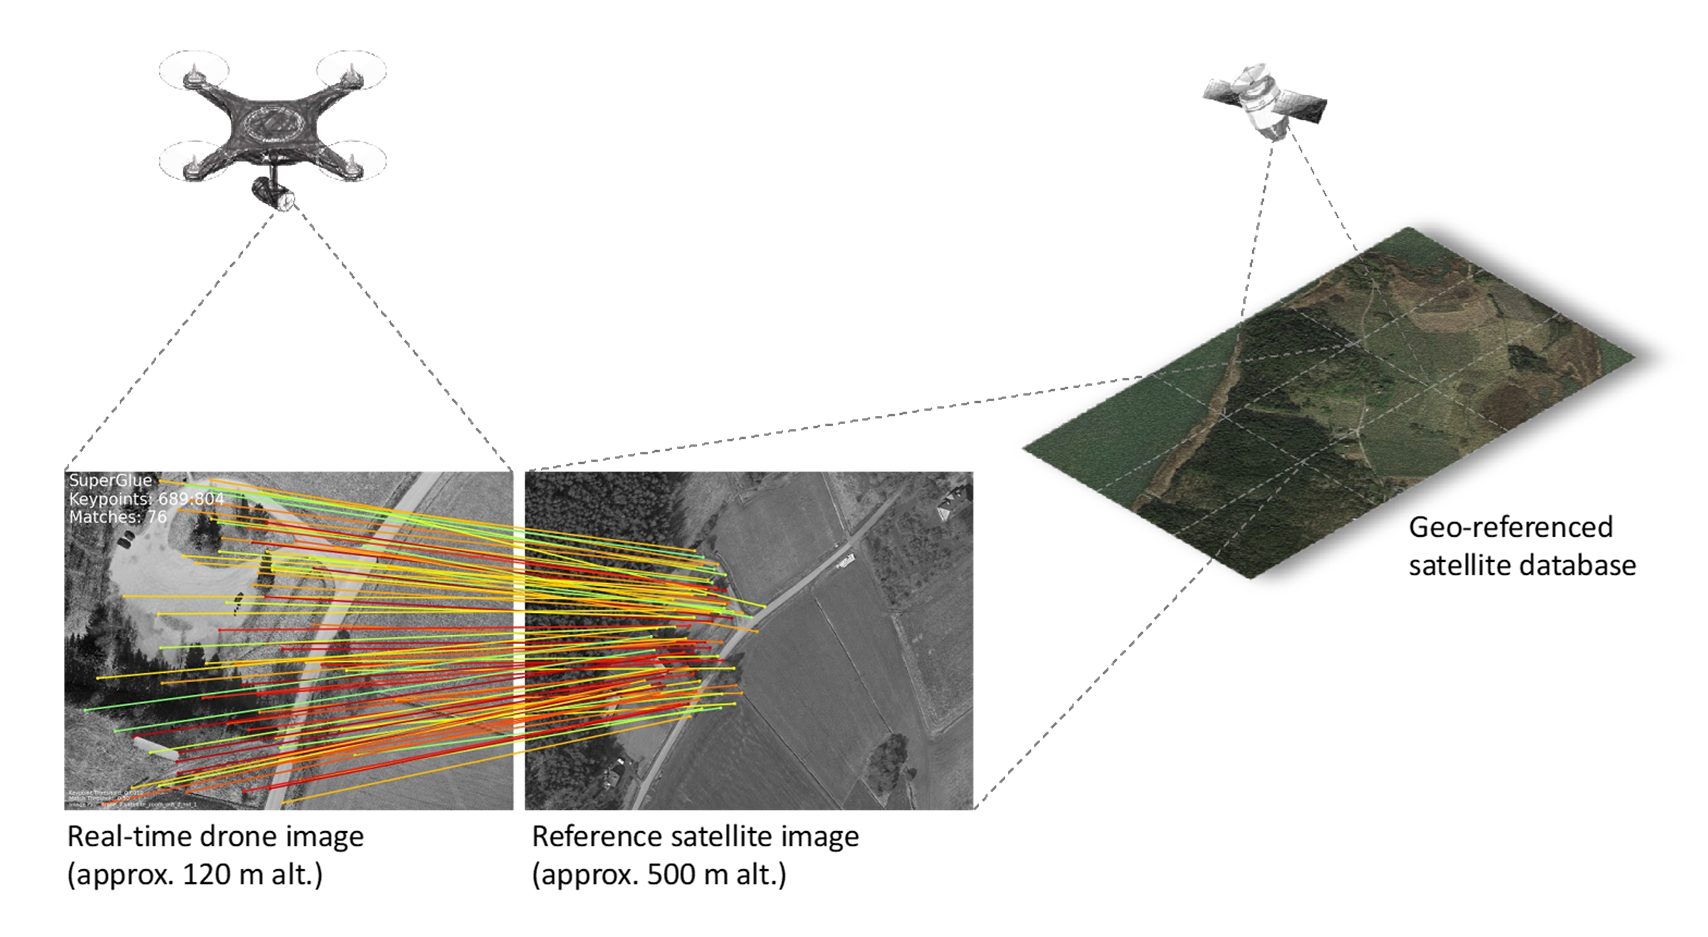 SuperGlue
Keypoints: 689:804
Matches: 76
Real-time drone image
(approx. 120 m alt.)
Reference satellite image
(approx. 500 m alt.)
Geo-referenced
satellite database